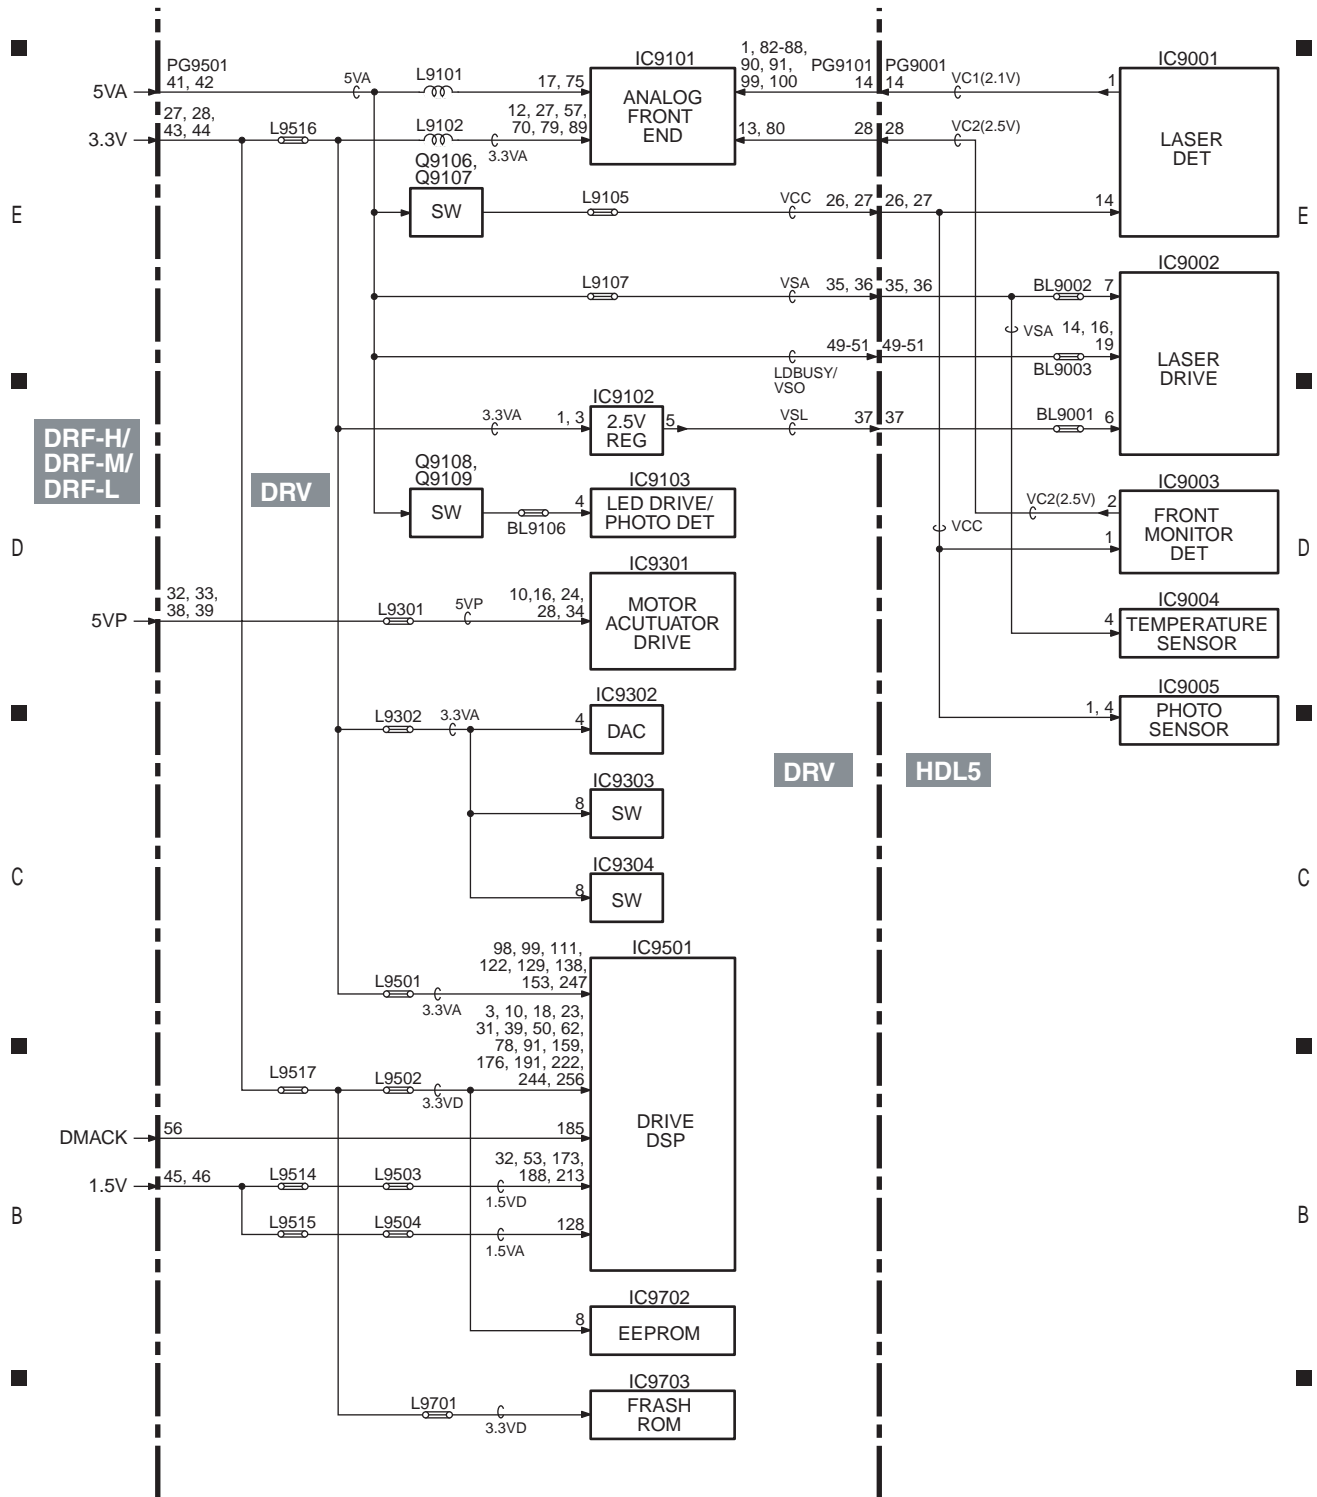 PG9501
41, 42
5VA
5VA
L9101
17, 75
IC9101
ANALOG
FRONT
END
1, 82-88,
90, 91,
99, 100
PG9101
14
PG9001
14
VC1(2.1V)
1
IC9001
LASER
DET
3.3V
27, 28,
43, 44
L9516
L9102
3.3VA
12, 27, 57,
70, 79, 89
13, 80
28
28
VC2(2.5V)
Q9106,
Q9107
SW
L9105
VCC
26, 27
26, 27
14
E
E
L9107
VSA
35, 36
35, 36
BL9002
7
IC9002
LASER
DRIVE
VSA
14, 16,
19
49-51
49-51
BL9003
LDBUSY/
VSO
3.3VA
1, 3
IC9102
2.5V
REG
5
VSL
37
37
BL9001
6
DRF-H/
DRF-M/
DRF-L
DRV
Q9108,
Q9109
SW
BL9106
4
IC9103
LED DRIVE/
PHOTO DET
VC2(2.5V)
2
IC9003
FRONT
MONITOR
DET
VCC
1
D
D
5VP
32, 33,
38, 39
L9301
5VP
10,16, 24,
28, 34
IC9301
MOTOR
ACUTUATOR
DRIVE
4
IC9004
TEMPERATURE
SENSOR
L9302
3.3VA
4
IC9302
DAC
1, 4
IC9005
PHOTO
SENSOR
DRV
HDL5
8
IC9303
SW
C
C
8
IC9304
SW
L9501
3.3VA
98, 99, 111,
122, 129, 138,
153, 247
IC9501
DRIVE
DSP
3, 10, 18, 23,
31, 39, 50, 62,
78, 91, 159,
176, 191, 222,
244, 256
L9517
L9502
3.3VD
DMACK
56
185
1.5V
45, 46
L9514
L9503
1.5VD
32, 53, 173,
188, 213
B
B
L9515
L9504
1.5VA
128
8
IC9702
EEPROM
L9701
3.3VD
IC9703
FRASH
ROM